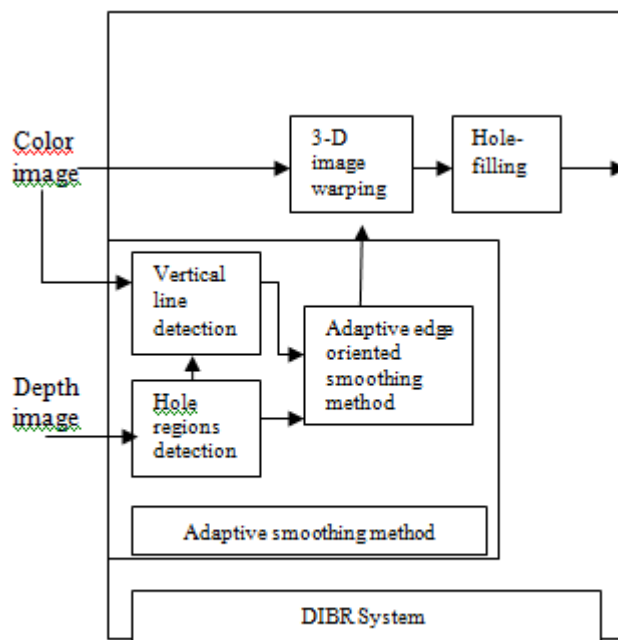 Color
image
3-D
image
warping
Hole-
filling
Vertical
line
detection
Adaptive edge
oriented
smoothing
method
Depth
image
Hole
regions
detection
Adaptive smoothing method
DIBR System